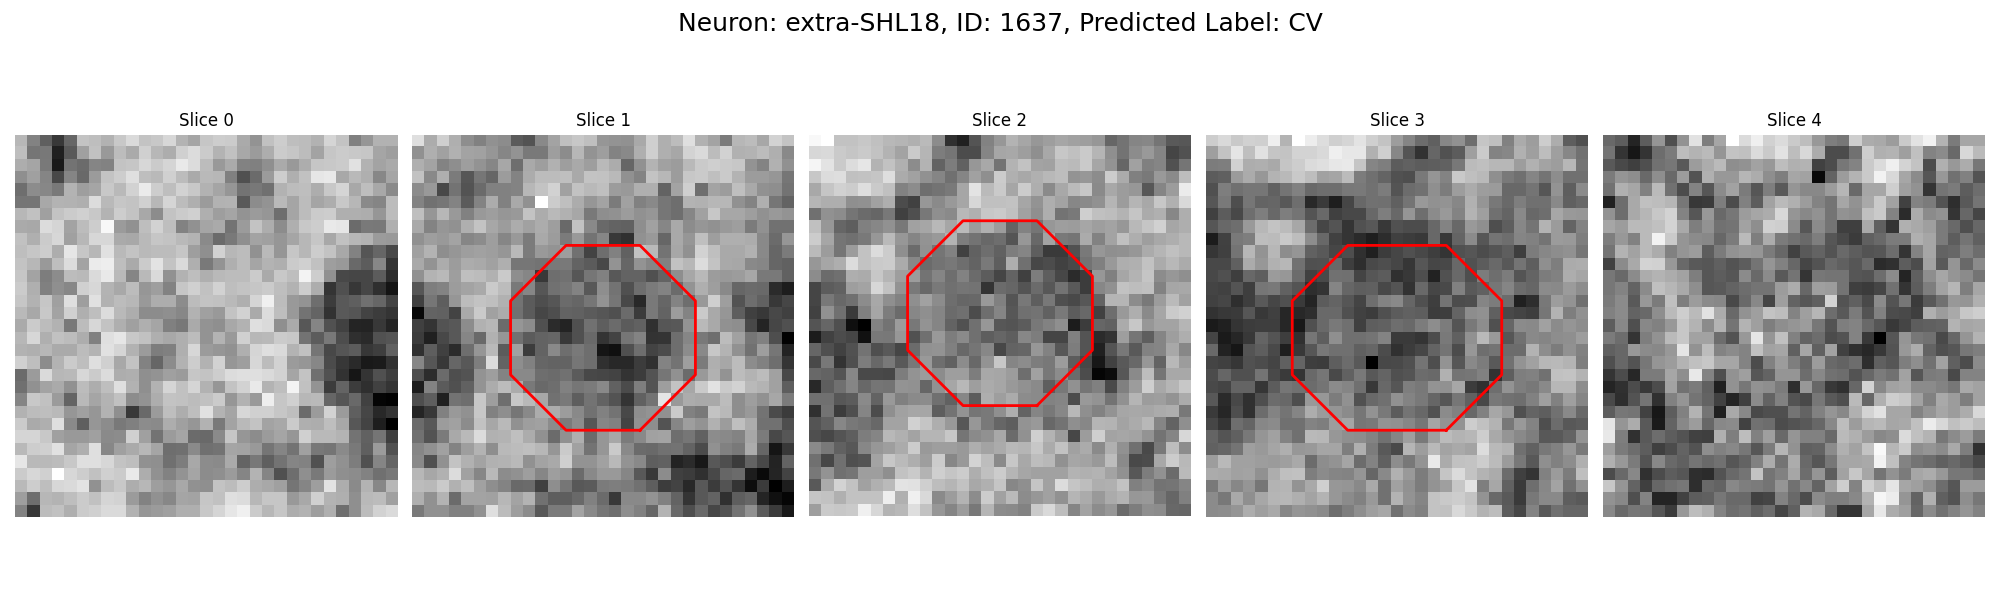 Neuron: extra-SHL18, ID: 1637, Predicted Label: CV
Slice 0
Slice 1
Slice 2
Slice 3
Slice 4